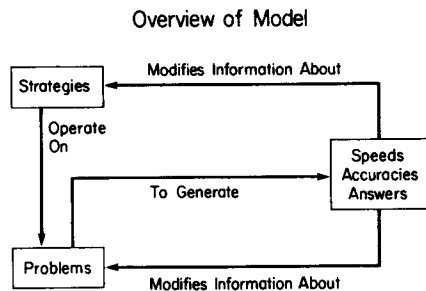 Overview of Model
Modifies Information About
Strategies
Operate
On
Speeds
Accuracies
Answers
To Generate
Problems
Modifies Information About